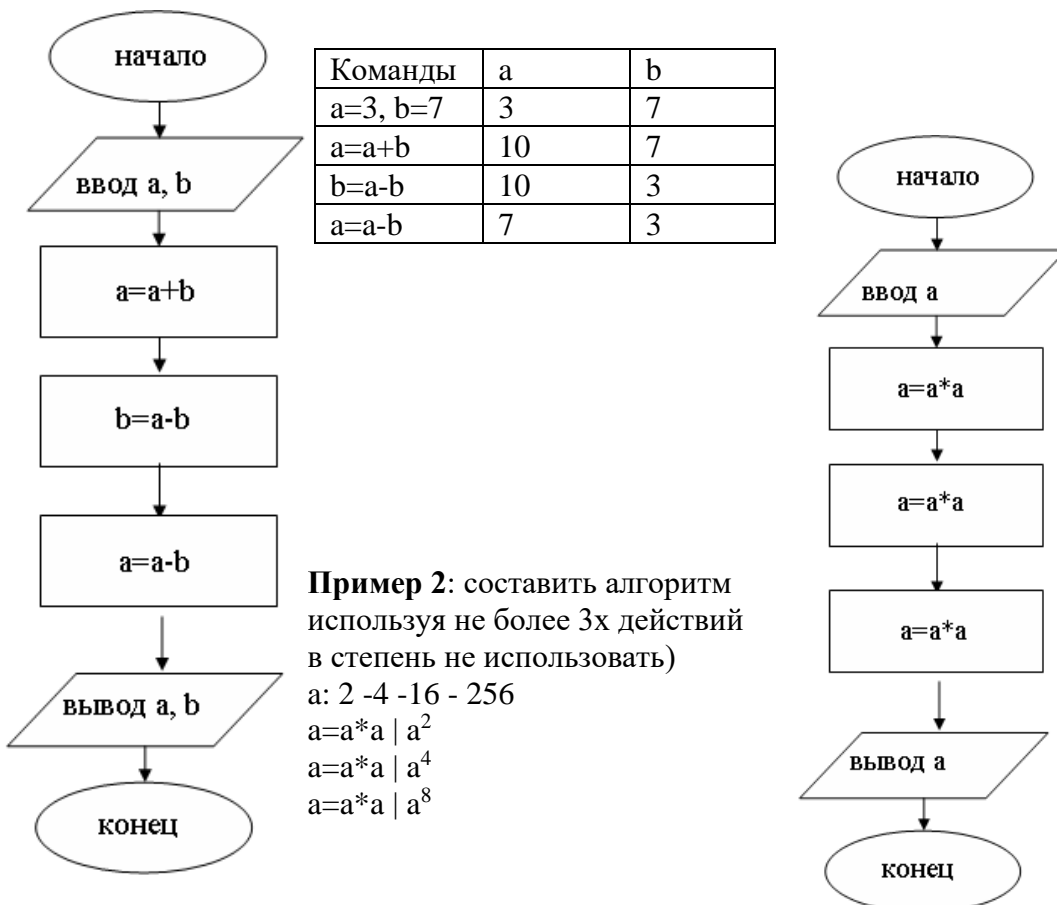 начало
ввод a, b
a=a+b
b=a-b
a=a-b
вывод a, b
конец
Команды a b
a=3, b=7 3 7
a=a+b 10 7
b=a-b 10 3
a=a-b 7 3
Пример 2: составить алгоритм
используя не более 3х действий
в степень не использовать)
a: 2 -4 -16 - 256
a=a*a | a²
a=a*a | a⁴
a=a*a | a⁸
начало
ввод a
a=a*a
a=a*a
a=a*a
вывод a
конец